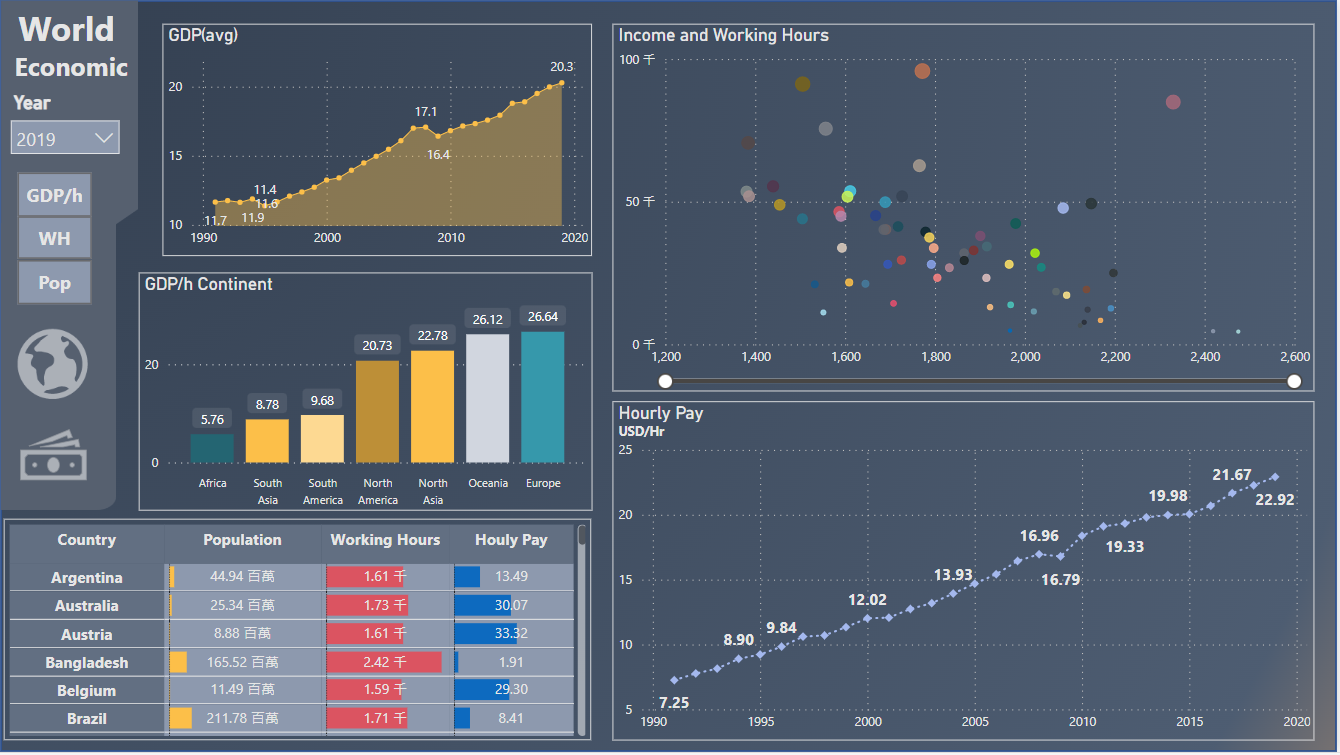 World
Economic
Year
2019
GDP/h
WH
Pop
GDP(avg)
20
15
10
11.7
11.9
11.4
11.6
17.1
16.4
20.3
1990
2000
2010
2020
GDP/h Continent
20
0
5.76
8.78
9.68
20.73
22.78
26.12
26.64
Africa
South
Asia
South
America
North
America
North
Asia
Oceania
Europe
Income and Working Hours
100 千
50 千
0 千
1,200
1,400
1,600
1,800
2,000
2,200
2,400
2,600
Hourly Pay
USD/Hr
25
20
15
10
5
7.25
8.90
9.84
12.02
13.93
16.96
16.79
19.33
19.98
21.67
22.92
1990
1995
2000
2005
2010
2015
2020
Country Population Working Hours Houly Pay
Argentina 44.94 百萬 1.61 千 13.49
Australia 25.34 百萬 1.73 千 30.07
Austria 8.88 百萬 1.61 千 33.32
Bangladesh 165.52 百萬 2.42 千 1.91
Belgium 11.49 百萬 1.59 千 29.30
Brazil 211.78 百萬 1.71 千 8.41